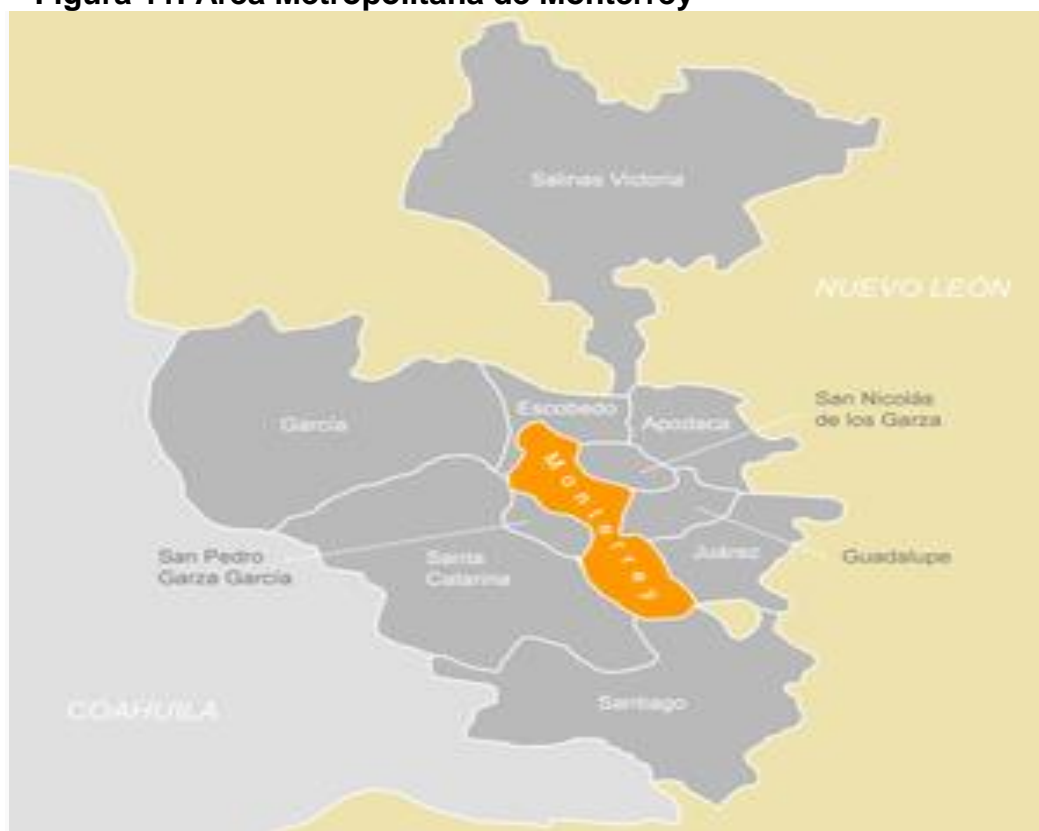 Figura 11. Área Metropolitana de Monterrey
Salinas Victoria
NUEVO LEÓN
San Nicolás
de los Garza
Escobedo
Apodaca
García
Monterrey
San Pedro
Garza García
Santa
Catarina
Juárez
Guadalupe
COAHUILA
Santiago